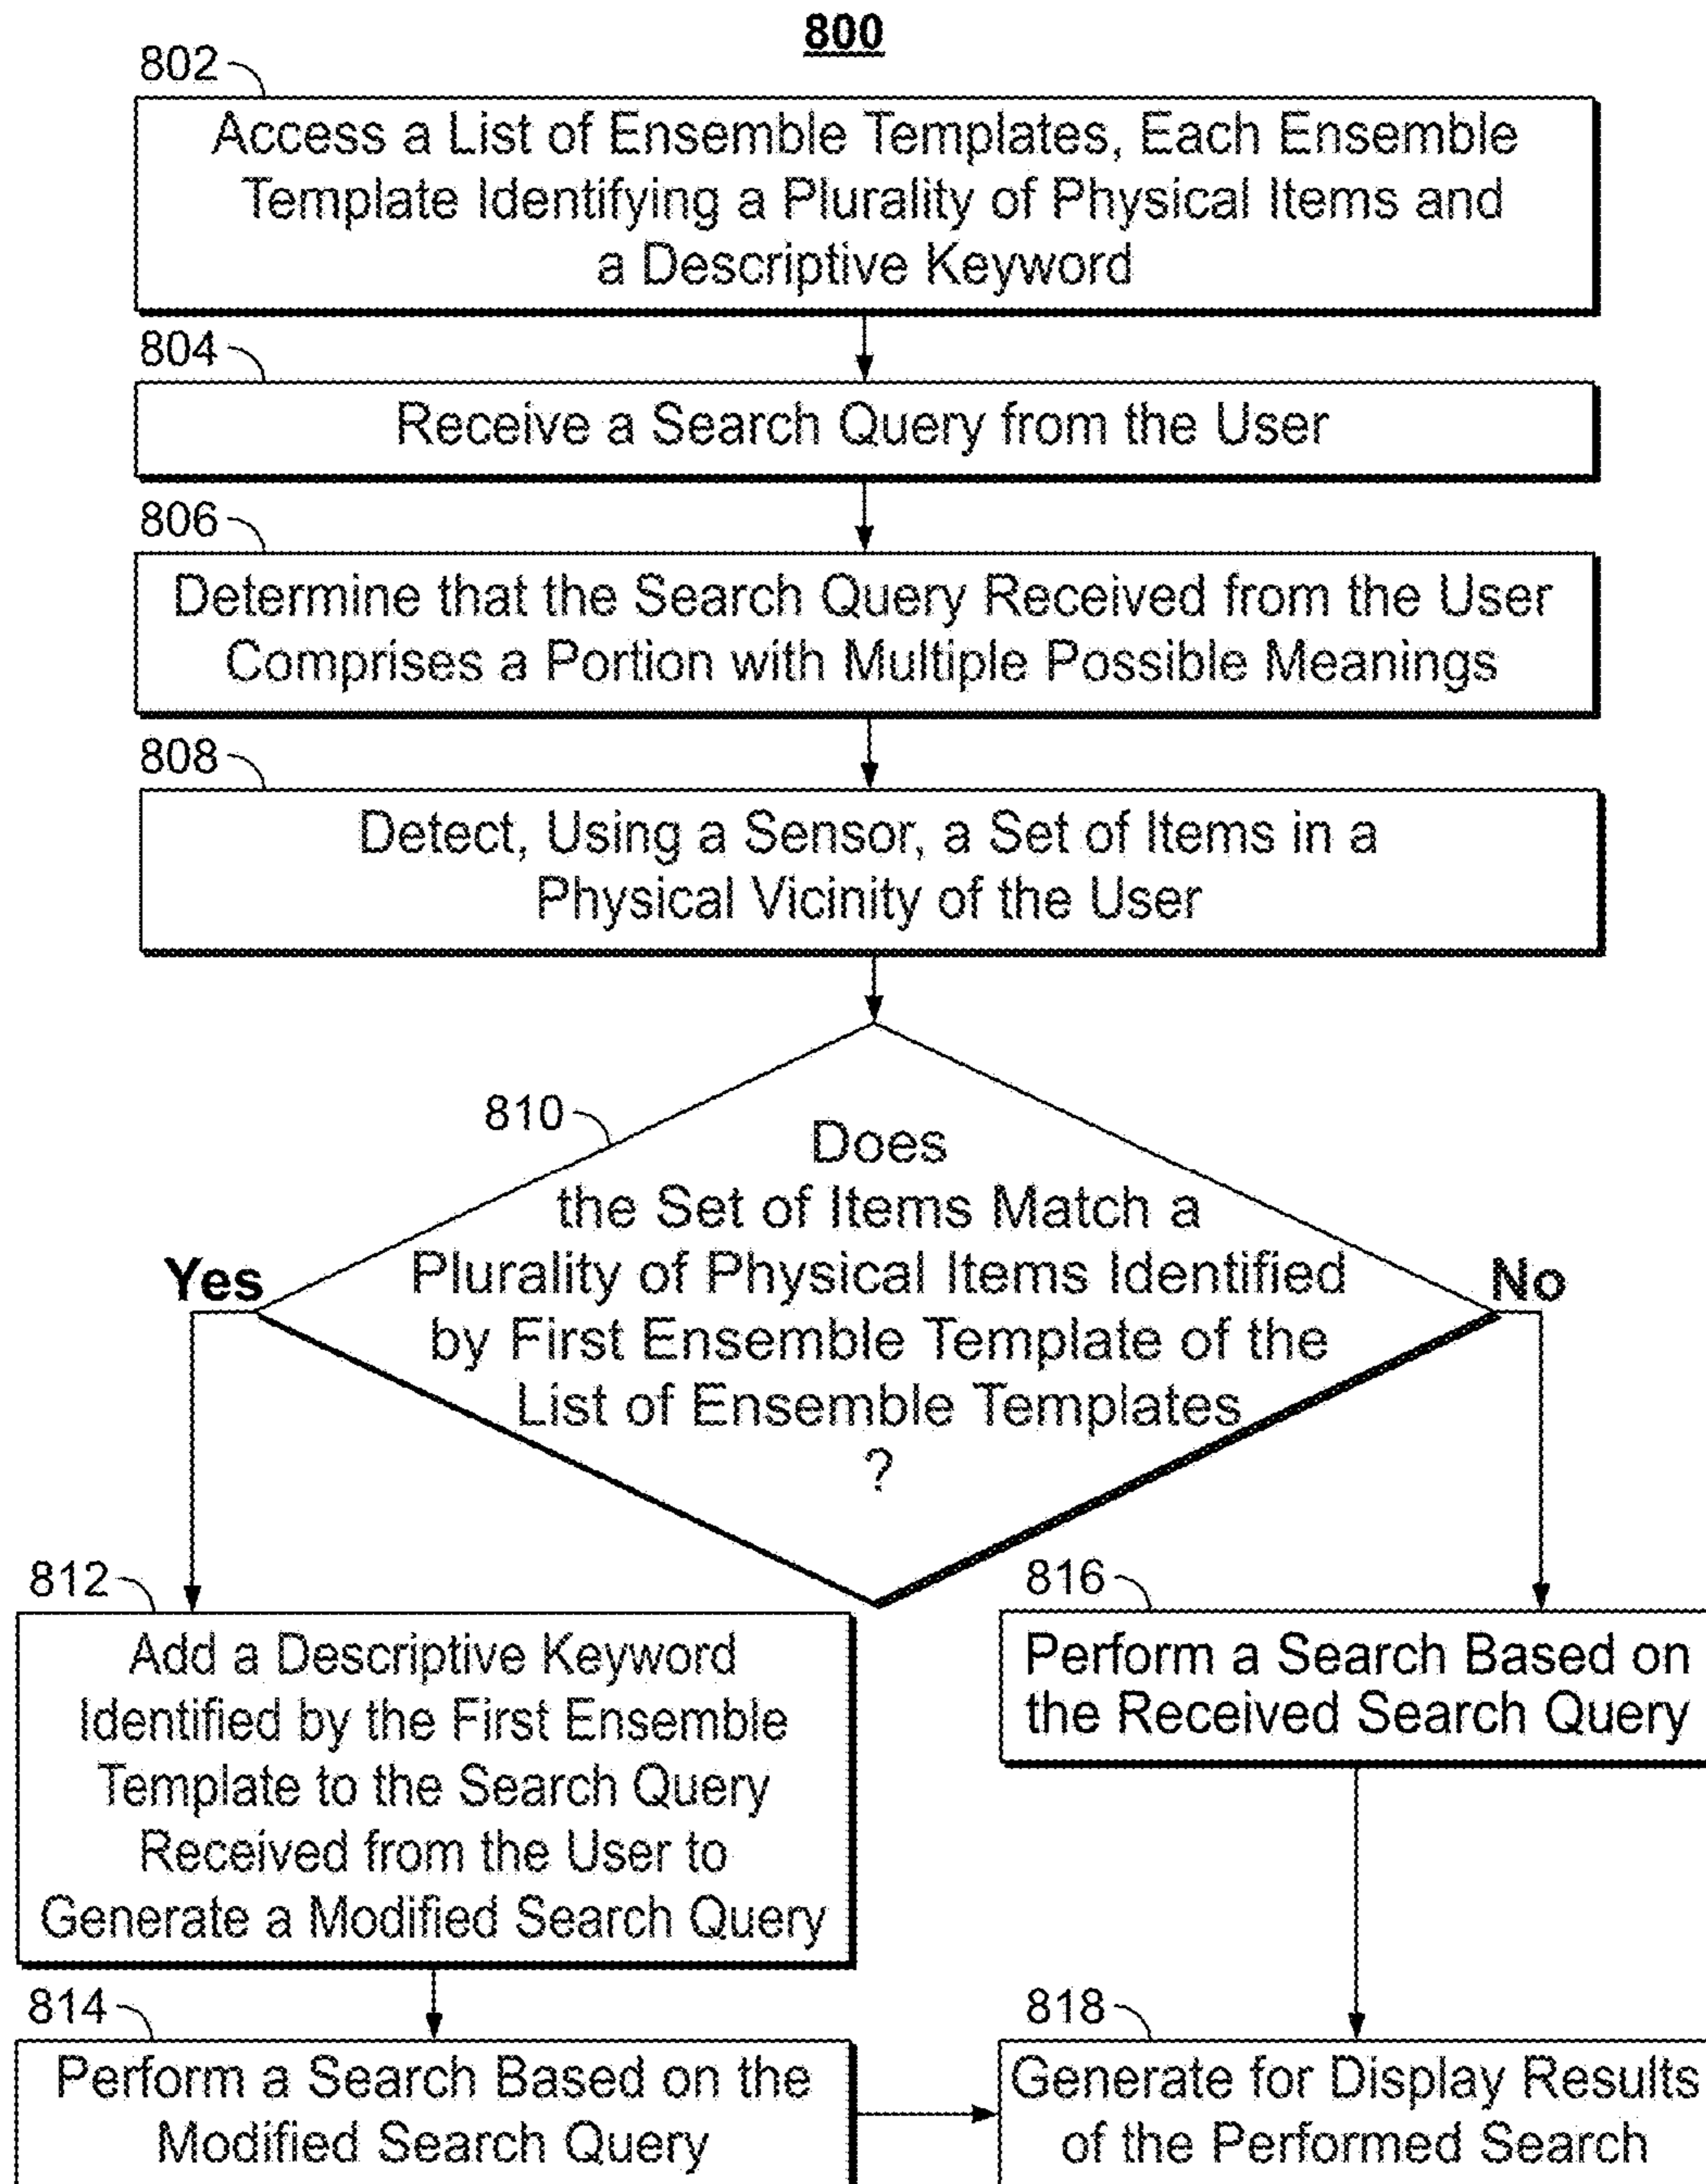 800
802
Access a List of Ensemble Templates, Each Ensemble
Template Identifying a Plurality of Physical Items and
a Descriptive Keyword
804
Receive a Search Query from the User
806
Determine that the Search Query Received from the User
Comprises a Portion with Multiple Possible Meanings
808
Detect, Using a Sensor, a Set of Items in a
Physical Vicinity of the User
810
Does
the Set of Items Match a
Plurality of Physical Items Identified
by First Ensemble Template of the
List of Ensemble Templates
?
Yes
No
812
Add a Descriptive Keyword
Identified by the First Ensemble
Template to the Search Query
Received from the User to
Generate a Modified Search Query
816
Perform a Search Based on
the Received Search Query
814
Perform a Search Based on the
Modified Search Query
818
Generate for Display Results
of the Performed Search